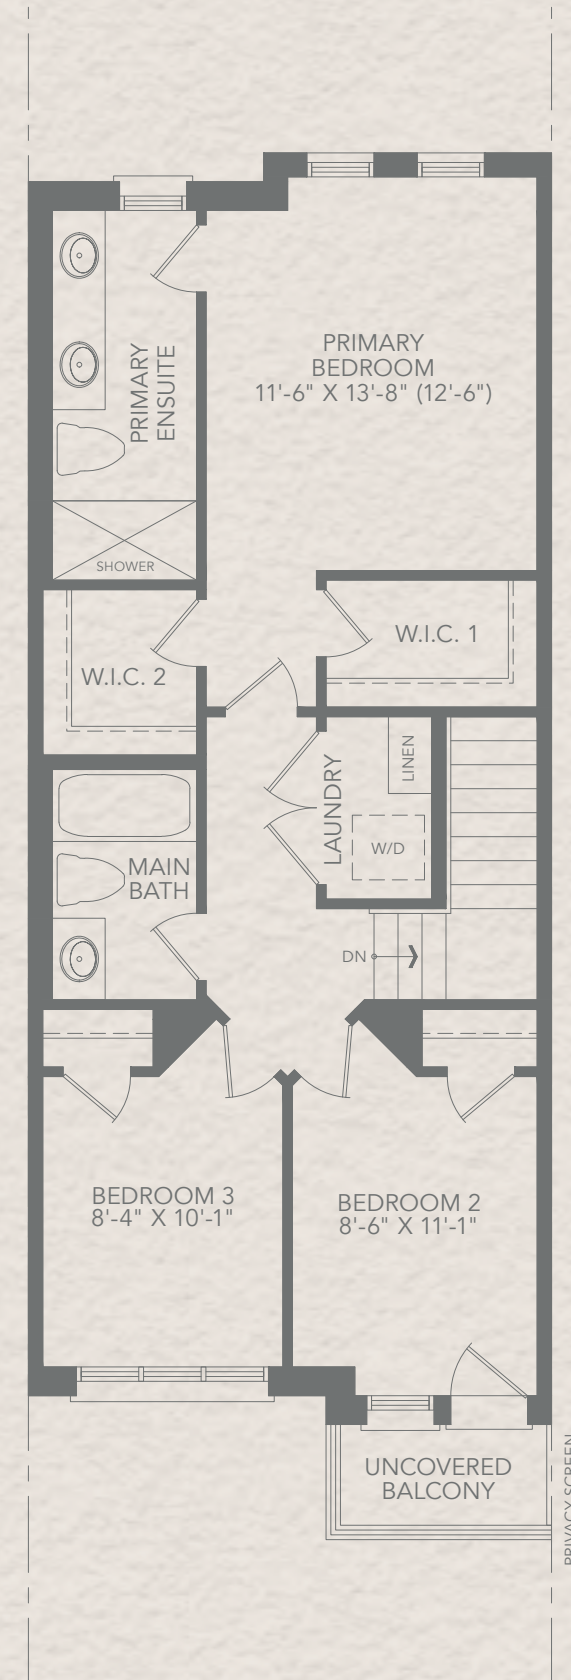 PRIMARY
BEDROOM
11'-6" X 13'-8" (12'-6")
PRIMARY
ENSUITE
SHOWER
W.I.C. 1
W.I.C. 2
LINEN
LAUNDRY
W/D
MAIN
BATH
DN
BEDROOM 3
8'-4" X 10'-1"
BEDROOM 2
8'-6" X 11'-1"
UNCOVERED
BALCONY
PRIVACY SCREEN